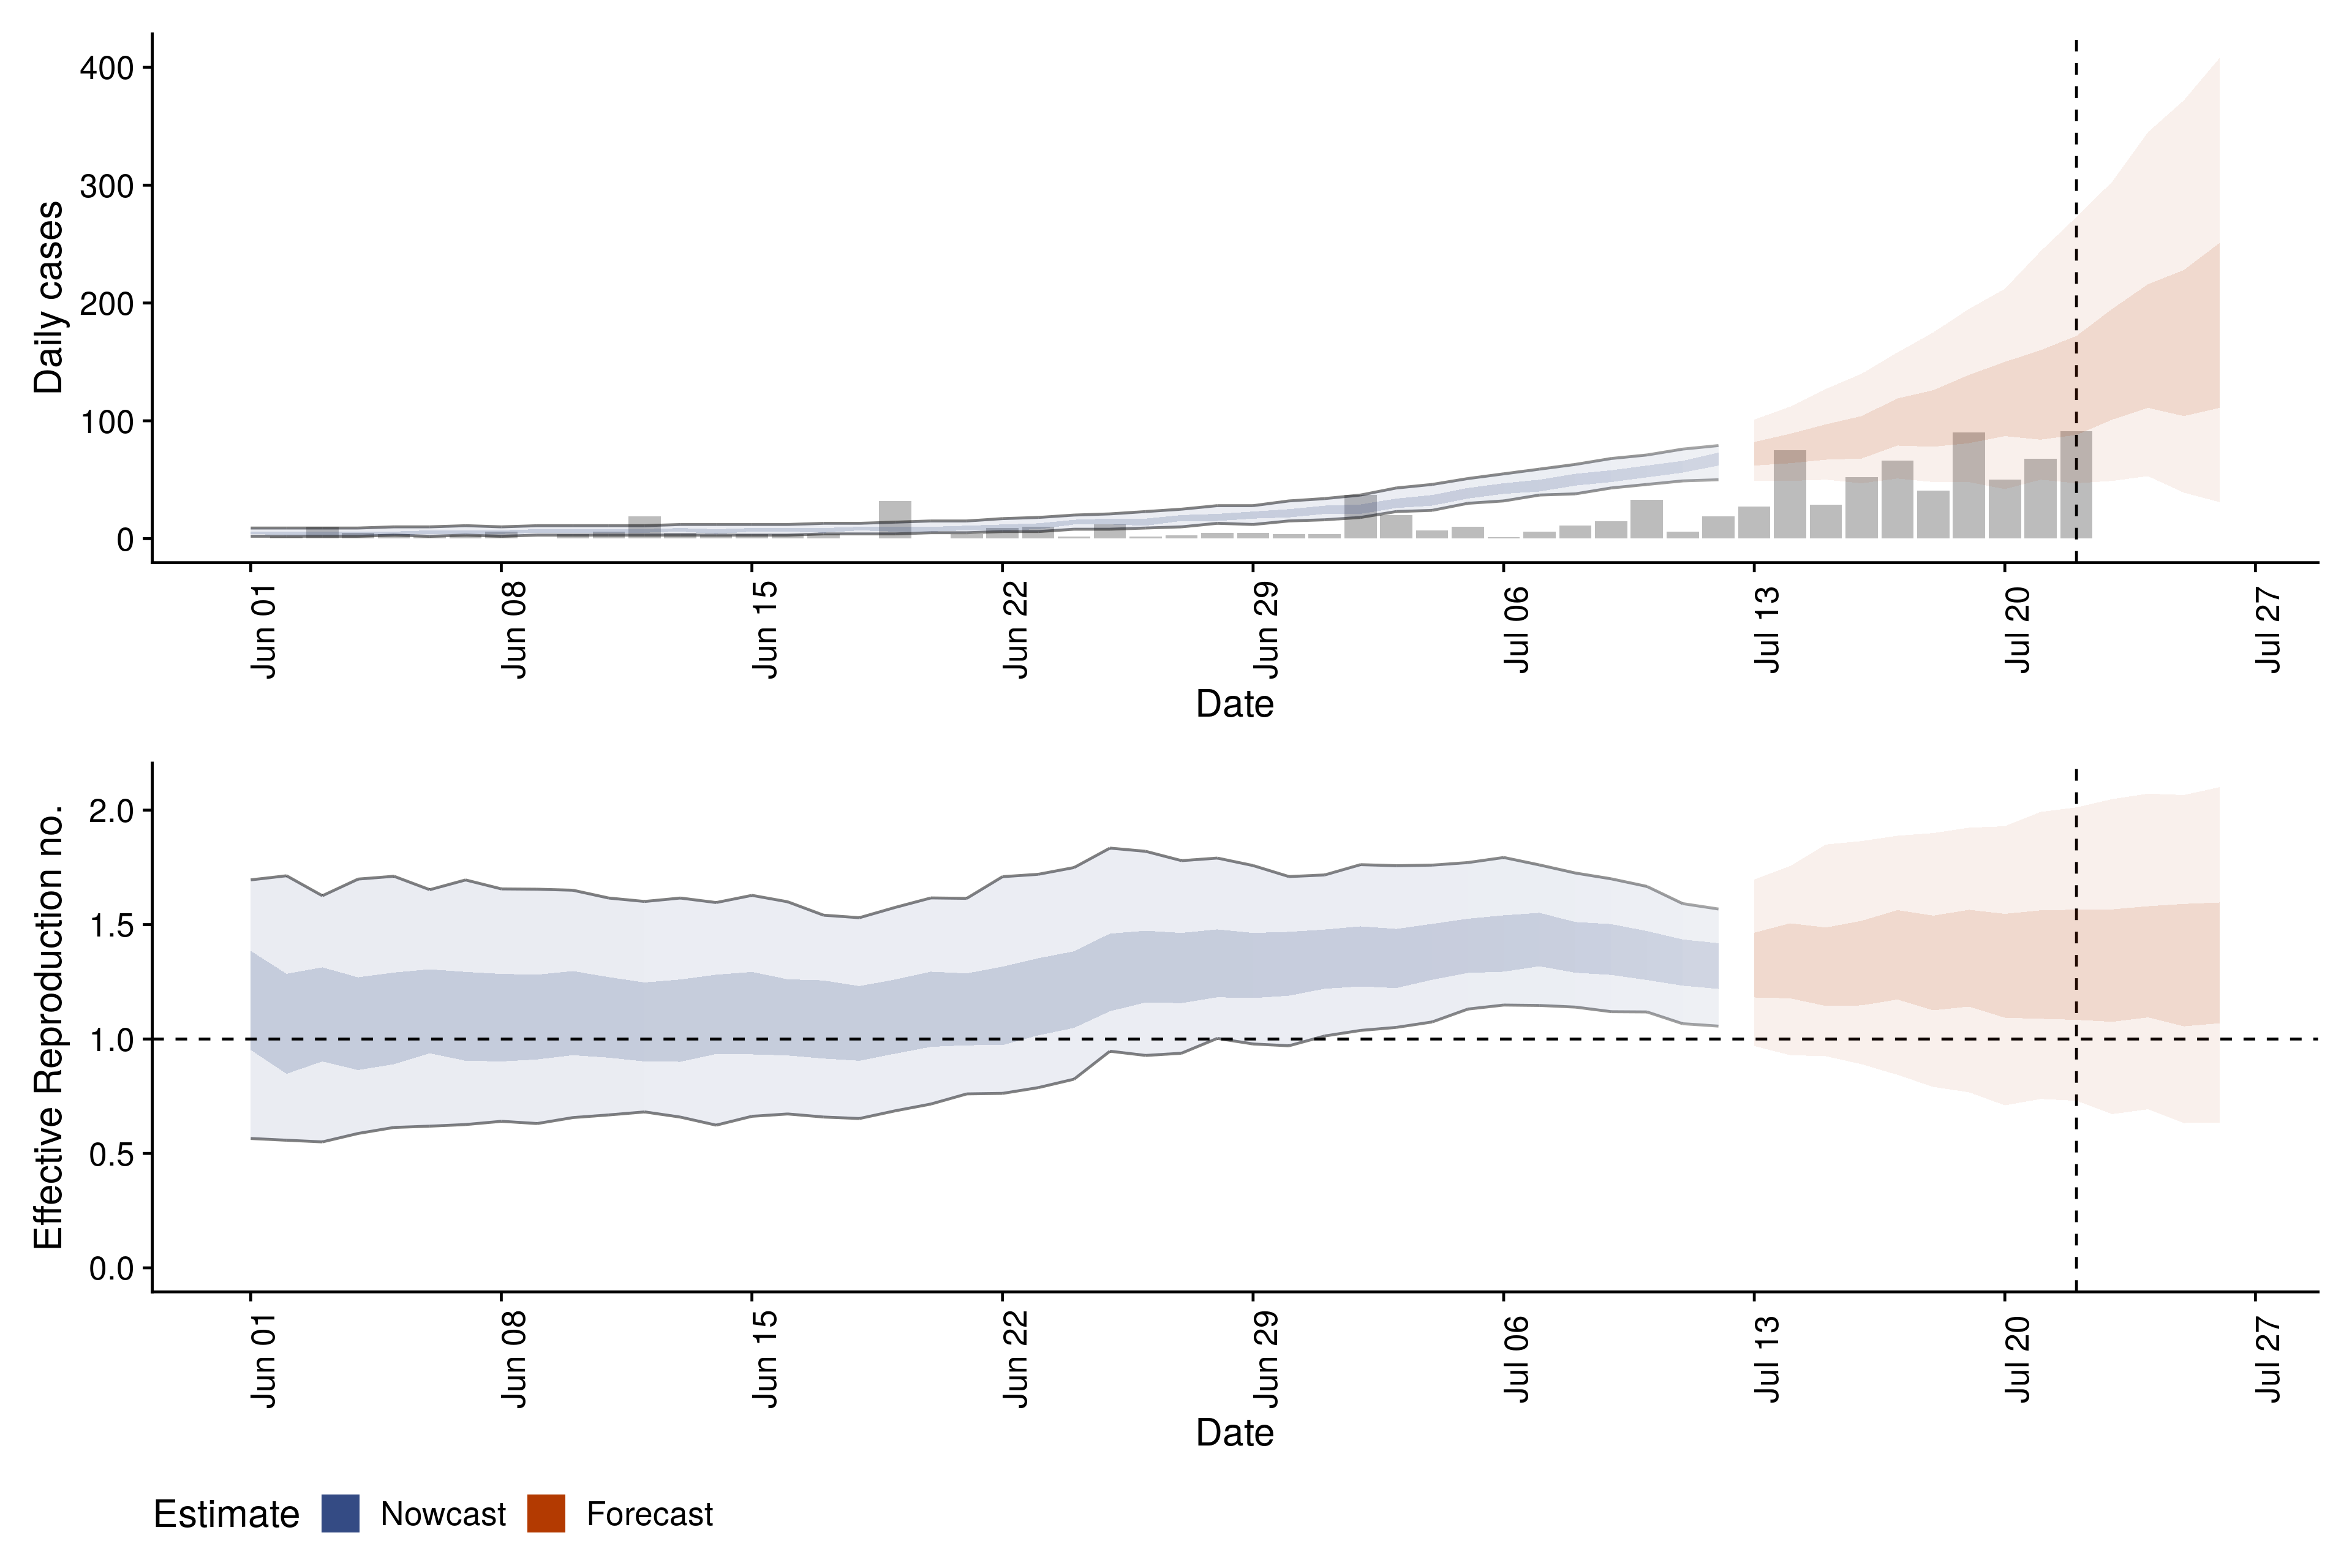 Daily cases
400
300
200
100
0
Jun 01
Jun 08
Jun 15
Jun 22
Jun 29
Jul 06
Jul 13
Jul 20
Jul 27
Date
Effective Reproduction no.
2.0
1.5
1.0
0.5
0.0
Jun 01
Jun 08
Jun 15
Jun 22
Jun 29
Jul 06
Jul 13
Jul 20
Jul 27
Date
Estimate Nowcast Forecast